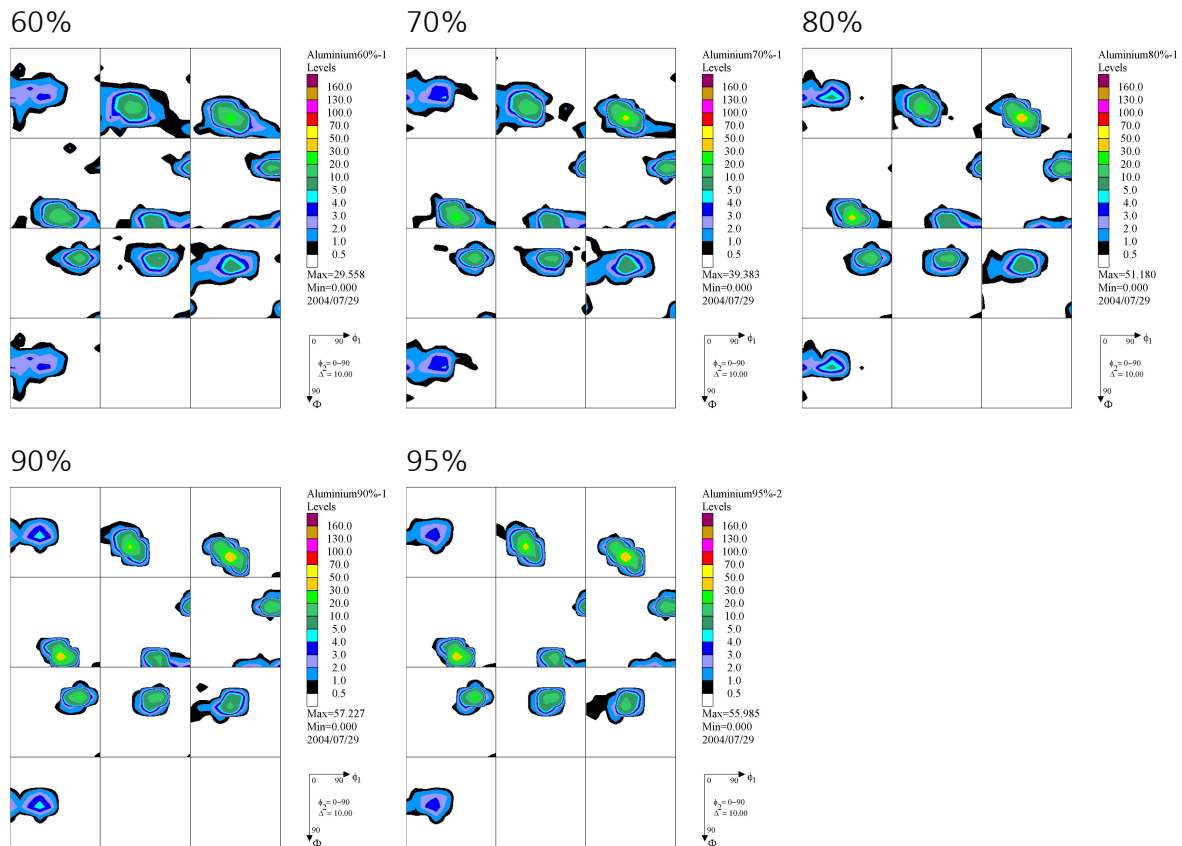 60%
Aluminium60%-1
Levels
160.0
130.0
100.0
70.0
50.0
30.0
20.0
10.0
5.0
4.0
3.0
2.0
1.0
0.5
Max=29.558
Min=0.000
2004/07/29
0 90 ϕ1
ϕ2= 0-90
Δ = 10.00
90
Φ
70%
Aluminium70%-1
Levels
160.0
130.0
100.0
70.0
50.0
30.0
20.0
10.0
5.0
4.0
3.0
2.0
1.0
0.5
Max=39.383
Min=0.000
2004/07/29
0 90 ϕ1
ϕ2= 0-90
Δ = 10.00
90
Φ
80%
Aluminium80%-1
Levels
160.0
130.0
100.0
70.0
50.0
30.0
20.0
10.0
5.0
4.0
3.0
2.0
1.0
0.5
Max=51.180
Min=0.000
2004/07/29
0 90 ϕ1
ϕ2= 0-90
Δ = 10.00
90
Φ
90%
Aluminium90%-1
Levels
160.0
130.0
100.0
70.0
50.0
30.0
20.0
10.0
5.0
4.0
3.0
2.0
1.0
0.5
Max=57.227
Min=0.000
2004/07/29
0 90 ϕ1
ϕ2= 0-90
Δ = 10.00
90
Φ
95%
Aluminium95%-2
Levels
160.0
130.0
100.0
70.0
50.0
30.0
20.0
10.0
5.0
4.0
3.0
2.0
1.0
0.5
Max=55.985
Min=0.000
2004/07/29
0 90 ϕ1
ϕ2= 0-90
Δ = 10.00
90
Φ